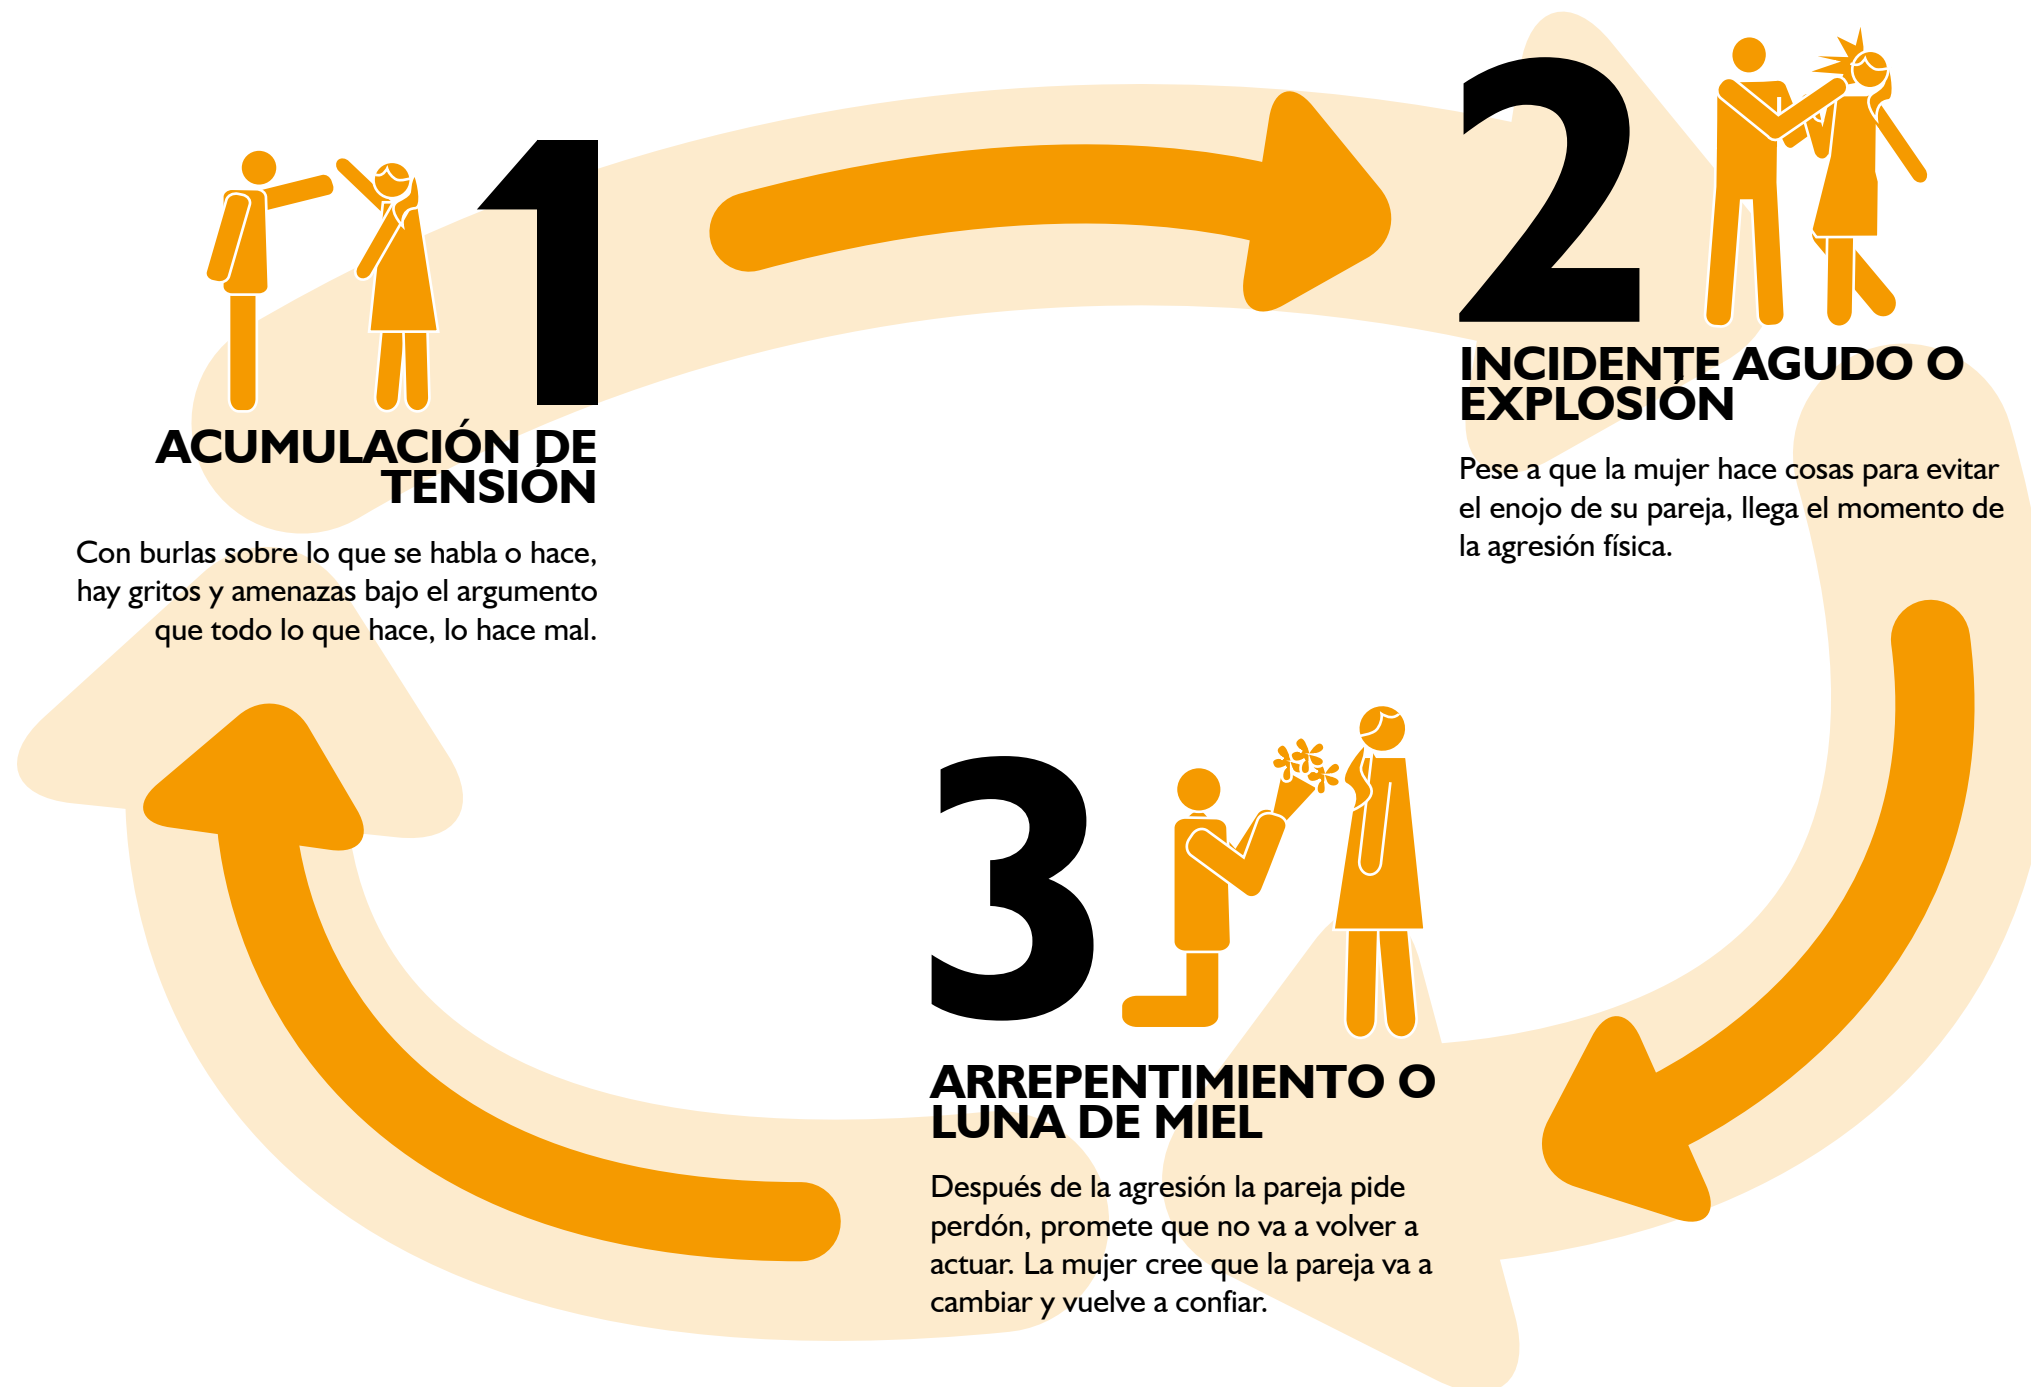 1
ACUMULACIÓN DE
TENSIÓN
Con burlas sobre lo que se habla o hace,
hay gritos y amenazas bajo el argumento
que todo lo que hace, lo hace mal.
2
INCIDENTE AGUDO O
EXPLOSIÓN
Pese a que la mujer hace cosas para evitar
el enojo de su pareja, llega el momento de
la agresión física.
3
ARREPENTIMIENTO O
LUNA DE MIEL
Después de la agresión la pareja pide
perdón, promete que no va a volver a
actuar. La mujer cree que la pareja va a
cambiar y vuelve a confiar.